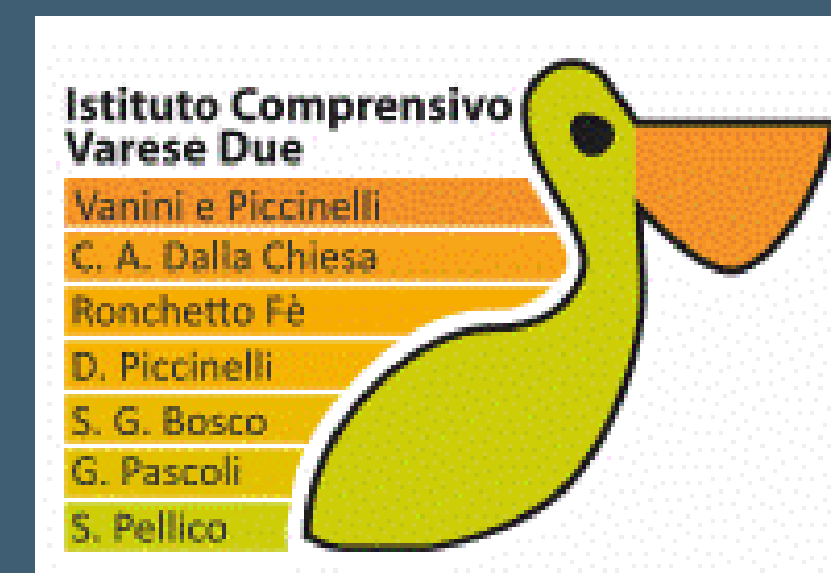 Istituto Comprensivo
Varese Due
Vanini e Piccinelli
C. A. Dalla Chiesa
Ronchetto Fè
D. Piccinelli
S. G. Bosco
G. Pascoli
S. Pellico